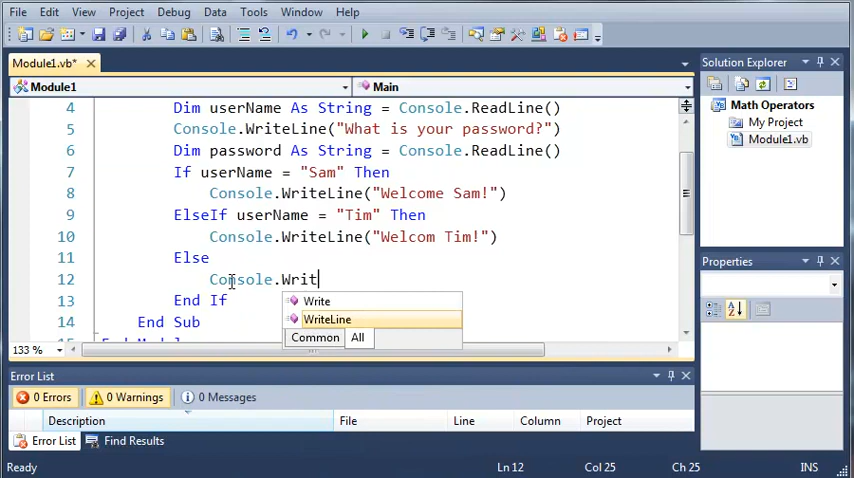 File Edit View Project Debug Data Tools Window Help
Module1.vb*
Solution Explorer
Module1 Main
Math Operators
My Project
Module1.vb
4 Dim userName As String = Console.ReadLine()
5 Console.WriteLine("What is your password?")
6 Dim password As String = Console.ReadLine()
7 If userName = "Sam" Then
8 Console.WriteLine("Welcome Sam!")
9 ElseIf userName = "Tim" Then
10 Console.WriteLine("Welcom Tim!")
11 Else
12 Console.Writ
13 End If
14 End Sub
Write
WriteLine
Common All
133 %
Properties
Error List
0 Errors 0 Warnings 0 Messages
Description File Line Column Project
Error List Find Results
Ready Ln 12 Col 25 Ch 25 INS